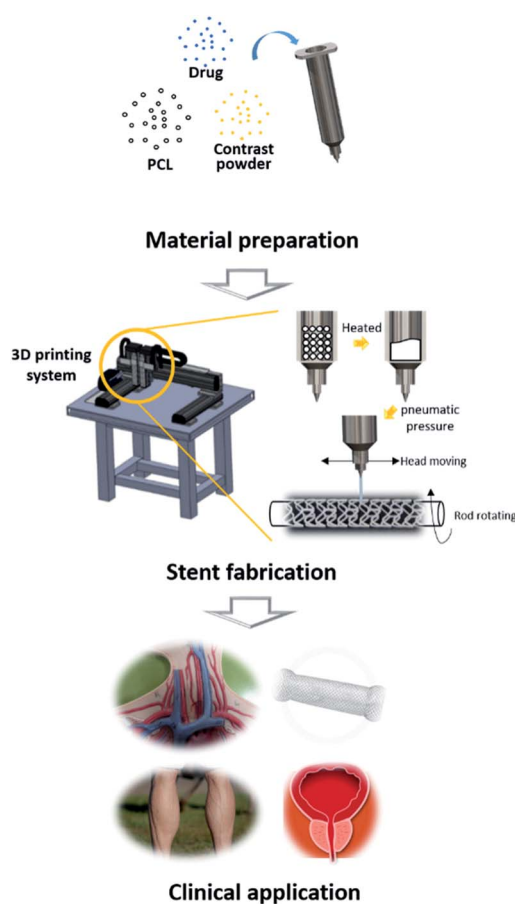 Drug
PCL
Contrast
powder
Material preparation
3D printing
system
Heated
pneumatic
pressure
Head moving
Rod rotating
Stent fabrication
Clinical application